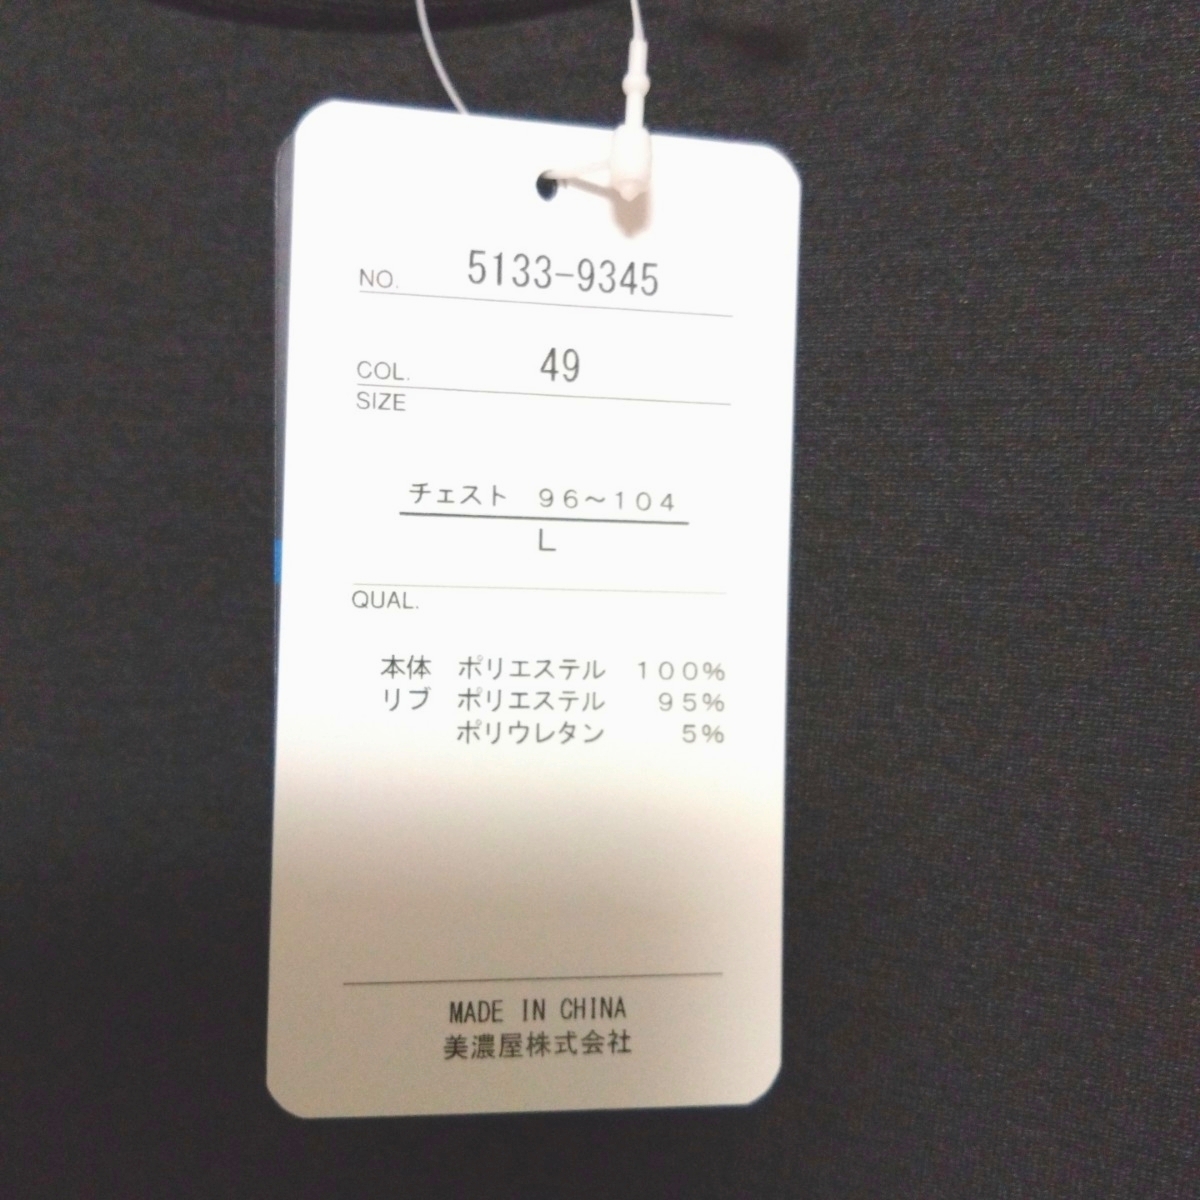 NO. 5133-9345
COL. 49
SIZE
チェスト 96～104
L
QUAL.
本体 ポリエステル 100%
リブ ポリエステル 95%
ポリウレタン 5%
MADE IN CHINA
美濃屋株式会社